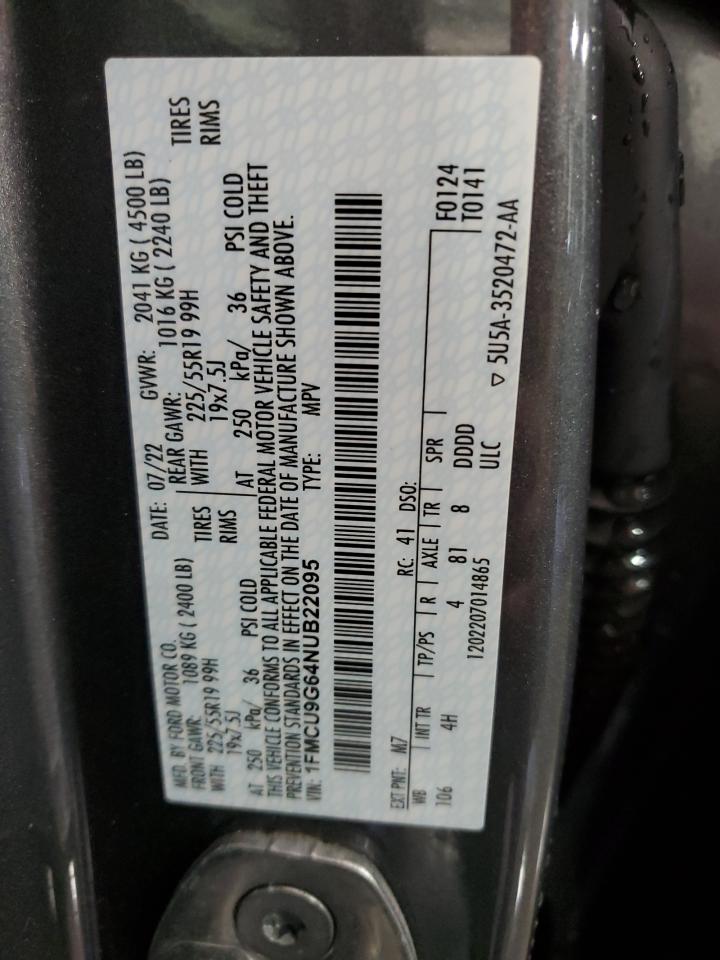 MFD. BY FORD MOTOR CO.
DATE: 07/22 GVWR: 2041 KG ( 4500 LB)
FRONT GAWR: 1089 KG ( 2400 LB)
REAR GAWR: 1016 KG ( 2240 LB)
WITH 225/55R19 99H TIRES
WITH 225/55R19 99H TIRES
19x7.5J RIMS
19x7.5J RIMS
AT 250 kPa/ 36 PSI COLD
AT 250 kPa/ 36 PSI COLD
THIS VEHICLE CONFORMS TO ALL APPLICABLE FEDERAL MOTOR VEHICLE SAFETY AND THEFT
PREVENTION STANDARDS IN EFFECT ON THE DATE OF MANUFACTURE SHOWN ABOVE.
VIN: 1FMCU9G64NUB22095 TYPE: MPV
EXT PNT: M7 RC: 41 DSO:
WB INT TR TP/PS R AXLE TR SPR F0124
106 4H 4 81 8 DDDD T0141
1202207014865 ULC
▽ 5U5A-3520472-AA